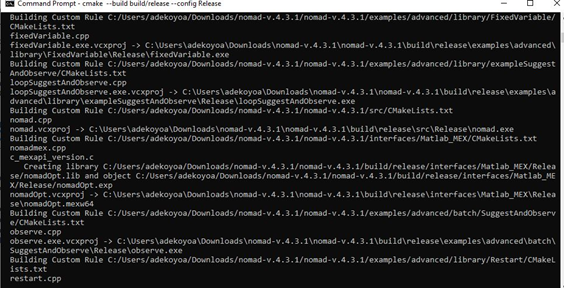 Command Prompt - cmake --build build/release --config Release
Building Custom Rule C:/Users/adekoyoa/Downloads/nomad-v.4.3.1/nomad-v.4.3.1/examples/advanced/library/FixedVariable/
CMakeLists.txt
fixedVariable.cpp
fixedVariable.exe.vcxproj -> C:\Users\adekoyoa\Downloads\nomad-v.4.3.1\nomad-v.4.3.1\build\release\examples\advanced\
library\FixedVariable\Release\fixedVariable.exe
Building Custom Rule C:/Users/adekoyoa/Downloads/nomad-v.4.3.1/nomad-v.4.3.1/examples/advanced/library/exampleSuggest
AndObserve/CMakeLists.txt
loopSuggestAndObserve.cpp
loopSuggestAndObserve.exe.vcxproj -> C:\Users\adekoyoa\Downloads\nomad-v.4.3.1\nomad-v.4.3.1\build\release\examples\a
dvanced\library\exampleSuggestAndObserve\Release\loopSuggestAndObserve.exe
Building Custom Rule C:/Users/adekoyoa/Downloads/nomad-v.4.3.1/nomad-v.4.3.1/src/CMakeLists.txt
nomad.cpp
nomad.vcxproj -> C:\Users\adekoyoa\Downloads\nomad-v.4.3.1\nomad-v.4.3.1\build\release\src\Release\nomad.exe
Building Custom Rule C:/Users/adekoyoa/Downloads/nomad-v.4.3.1/nomad-v.4.3.1/interfaces/Matlab_MEX/CMakeLists.txt
nomadmex.cpp
c_mexapi_version.c
Creating library C:/Users/adekoyoa/Downloads/nomad-v.4.3.1/nomad-v.4.3.1/build/release/interfaces/Matlab_MEX/Relea
se/nomadOpt.lib and object C:/Users/adekoyoa/Downloads/nomad-v.4.3.1/nomad-v.4.3.1/build/release/interfaces/Matlab_ME
X/Release/nomadOpt.exp
nomadOpt.vcxproj -> C:\Users\adekoyoa\Downloads\nomad-v.4.3.1\nomad-v.4.3.1\build\release\interfaces\Matlab_MEX\Relea
se\nomadOpt.mexw64
Building Custom Rule C:/Users/adekoyoa/Downloads/nomad-v.4.3.1/nomad-v.4.3.1/examples/advanced/batch/SuggestAndObserv
e/CMakeLists.txt
observe.cpp
observe.exe.vcxproj -> C:\Users\adekoyoa\Downloads\nomad-v.4.3.1\nomad-v.4.3.1\build\release\examples\advanced\batch\
SuggestAndObserve\Release\observe.exe
Building Custom Rule C:/Users/adekoyoa/Downloads/nomad-v.4.3.1/nomad-v.4.3.1/examples/advanced/library/Restart/CMakeL
ists.txt
restart.cpp